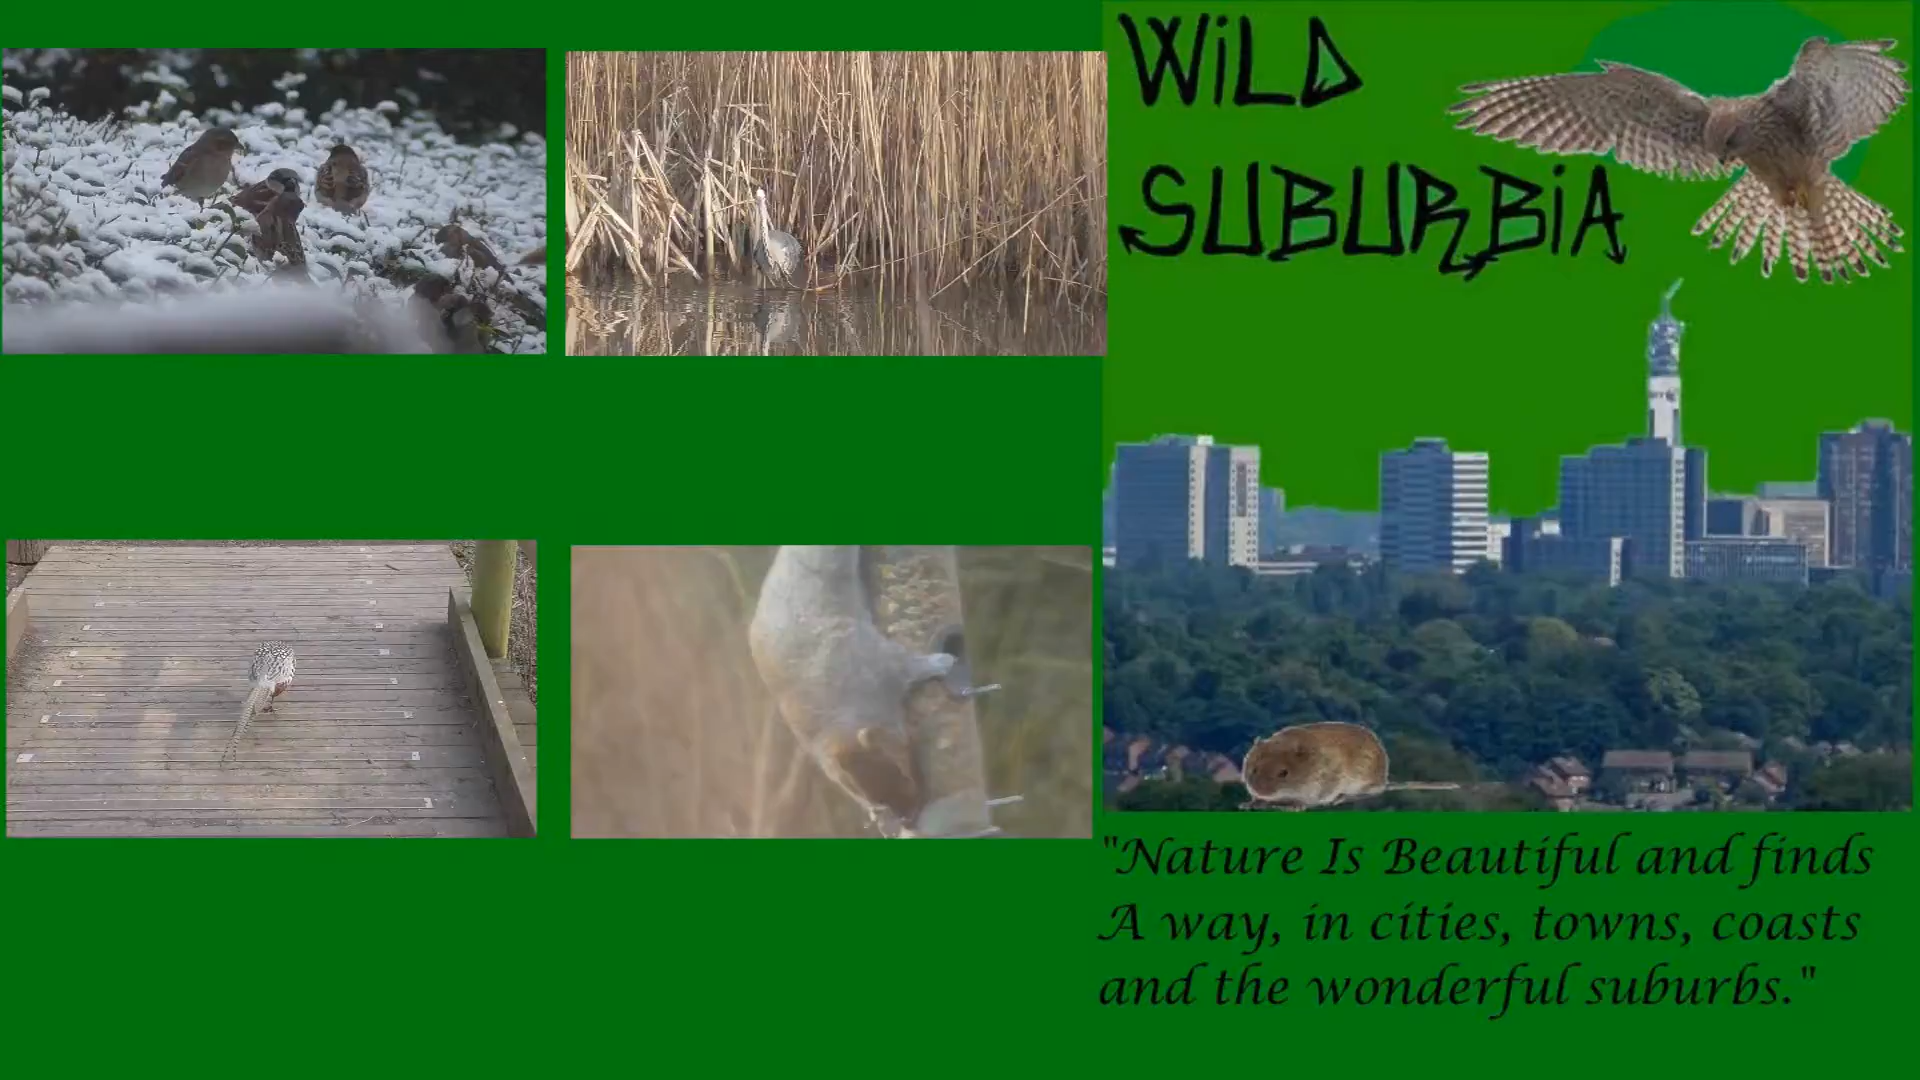 WiLD
SUBURBiA
"Nature Is Beautiful and finds
A way, in cities, towns, coasts
and the wonderful suburbs."